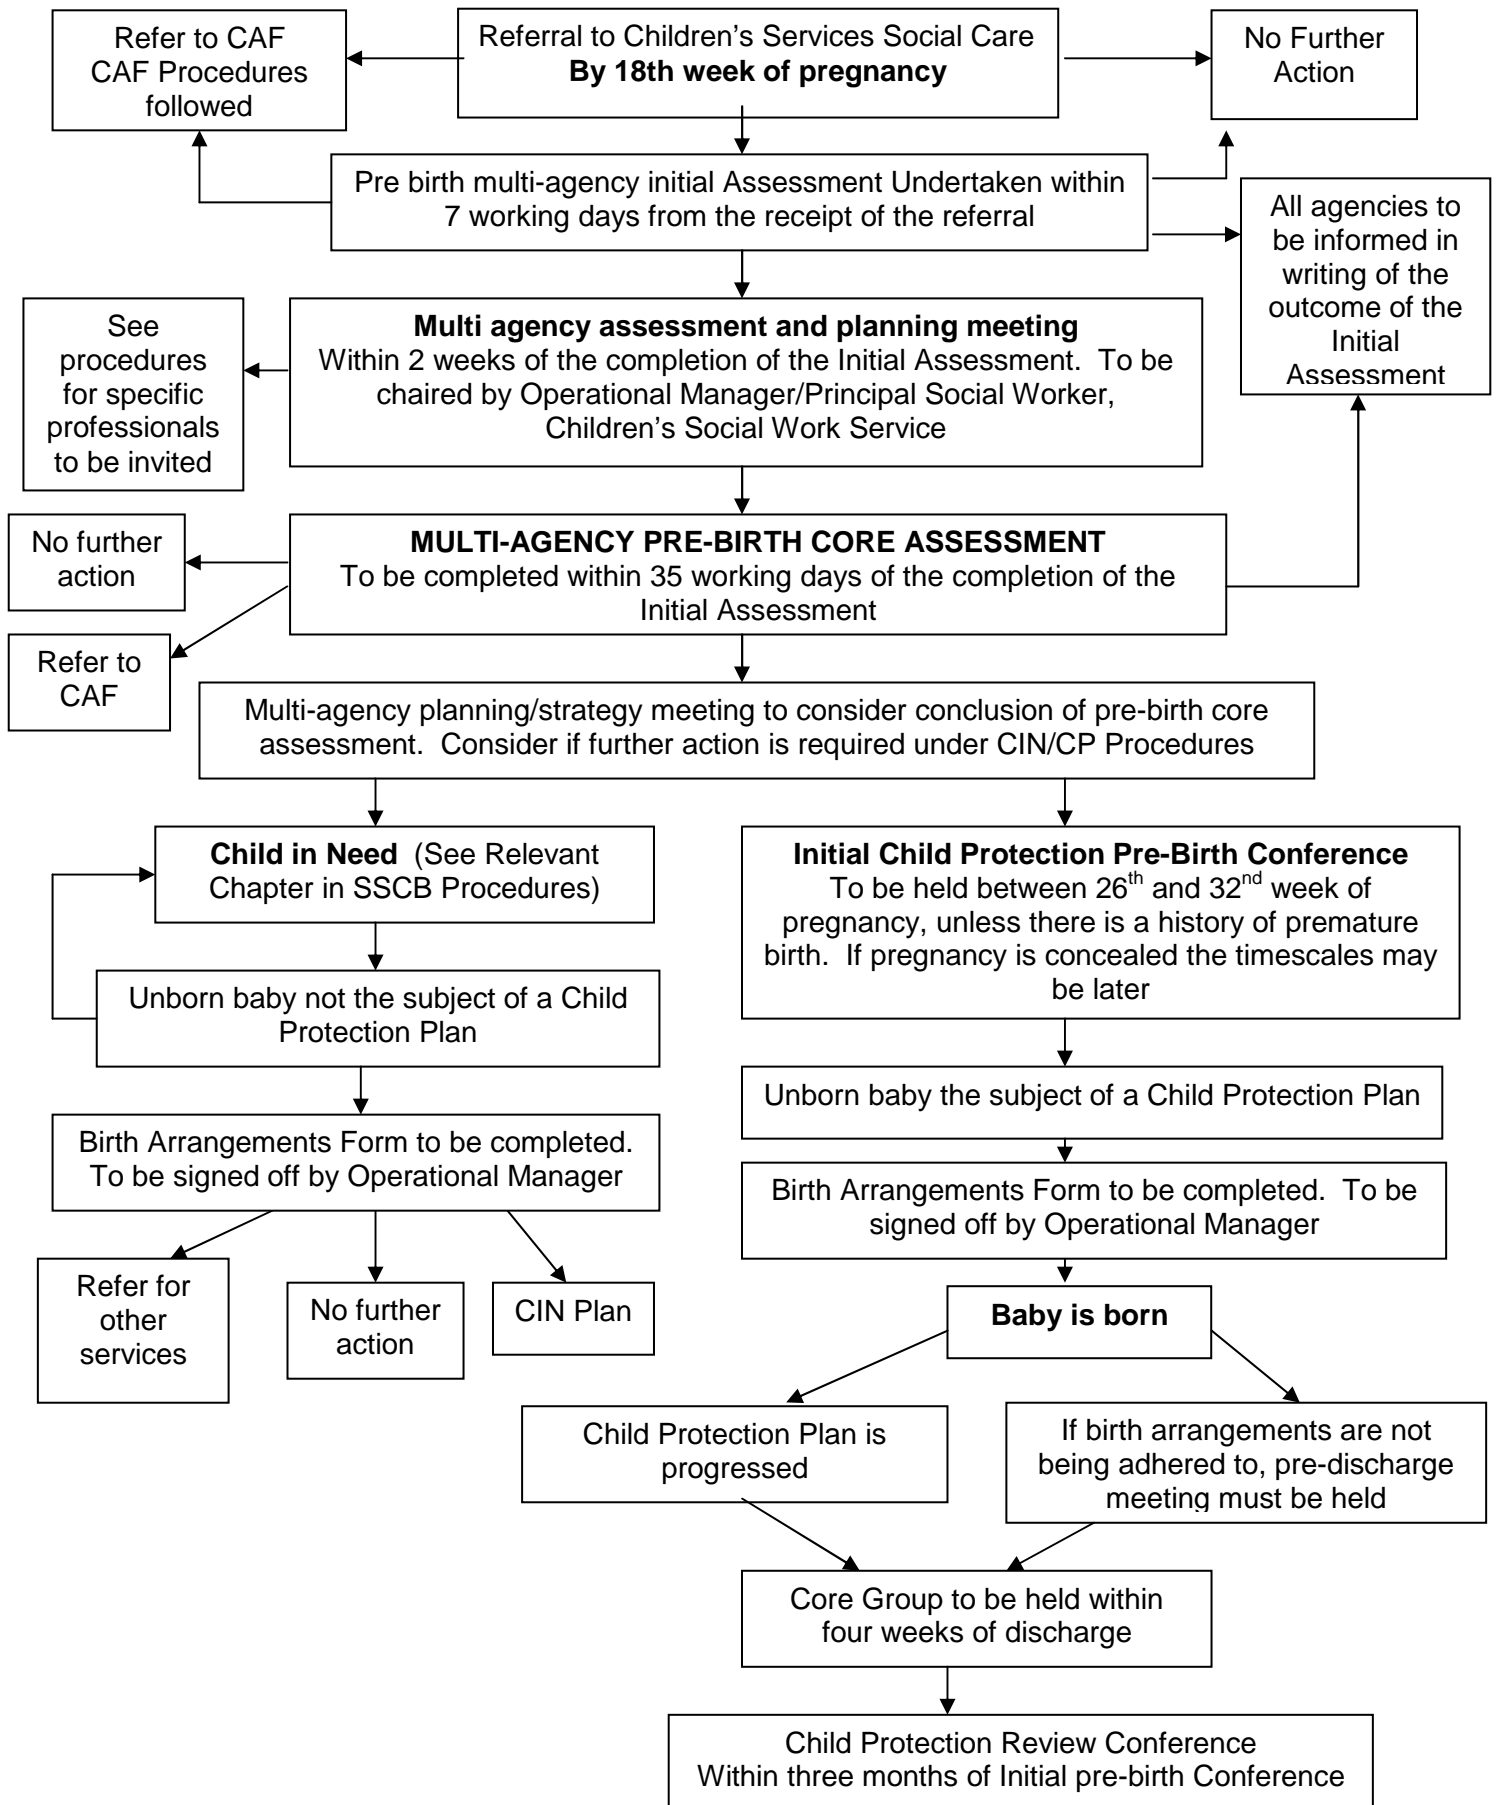 Refer to CAF
CAF Procedures
followed
Referral to Children's Services Social Care
By 18th week of pregnancy
No Further
Action
Pre birth multi-agency initial Assessment Undertaken within
7 working days from the receipt of the referral
All agencies to
be informed in
writing of the
outcome of the
Initial
Assessment
See
procedures
for specific
professionals
to be invited
Multi agency assessment and planning meeting
Within 2 weeks of the completion of the Initial Assessment. To be
chaired by Operational Manager/Principal Social Worker,
Children's Social Work Service
No further
action
MULTI-AGENCY PRE-BIRTH CORE ASSESSMENT
To be completed within 35 working days of the completion of the
Initial Assessment
Refer to
CAF
Multi-agency planning/strategy meeting to consider conclusion of pre-birth core
assessment. Consider if further action is required under CIN/CP Procedures
Child in Need (See Relevant
Chapter in SSCB Procedures)
Initial Child Protection Pre-Birth Conference
To be held between 26th and 32nd week of
pregnancy, unless there is a history of premature
birth. If pregnancy is concealed the timescales may
be later
Unborn baby not the subject of a Child
Protection Plan
Unborn baby the subject of a Child Protection Plan
Birth Arrangements Form to be completed.
To be signed off by Operational Manager
Birth Arrangements Form to be completed. To be
signed off by Operational Manager
Refer for
other
services
No further
action
CIN Plan
Baby is born
Child Protection Plan is
progressed
If birth arrangements are not
being adhered to, pre-discharge
meeting must be held
Core Group to be held within
four weeks of discharge
Child Protection Review Conference
Within three months of Initial pre-birth Conference